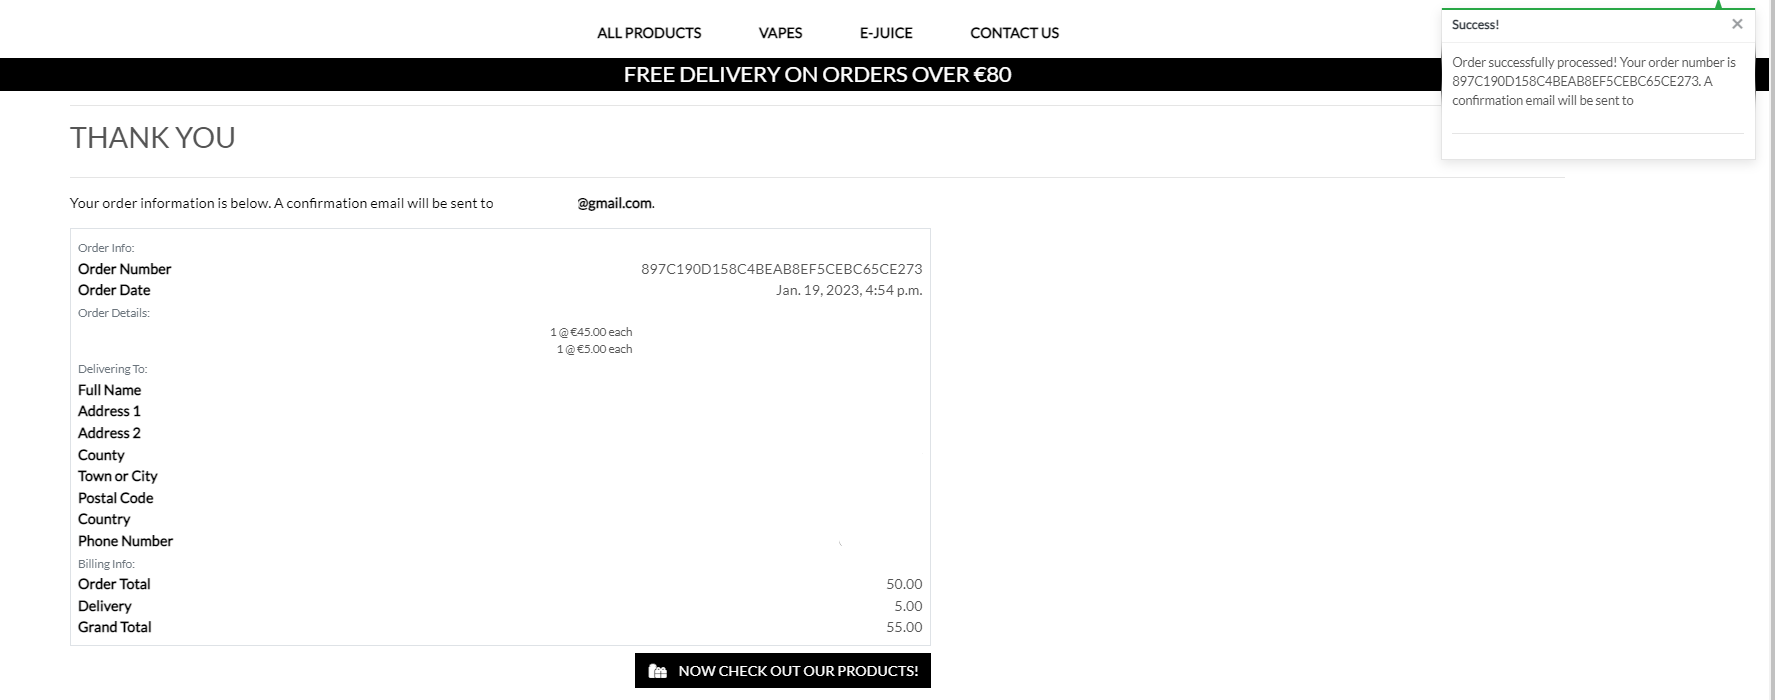 ALL PRODUCTS VAPES E-JUICE CONTACT US
FREE DELIVERY ON ORDERS OVER €80
Success! ×
Order successfully processed! Your order number is
897C190D158C4BEAB8EF5CEBC65CE273. A
confirmation email will be sent to
THANK YOU
Your order information is below. A confirmation email will be sent to @gmail.com.
Order Info:
Order Number 897C190D158C4BEAB8EF5CEBC65CE273
Order Date Jan. 19, 2023, 4:54 p.m.
Order Details:
1 @ €45.00 each
1 @ €5.00 each
Delivering To:
Full Name
Address 1
Address 2
County
Town or City
Postal Code
Country
Phone Number
Billing Info:
Order Total 50.00
Delivery 5.00
Grand Total 55.00
NOW CHECK OUT OUR PRODUCTS!